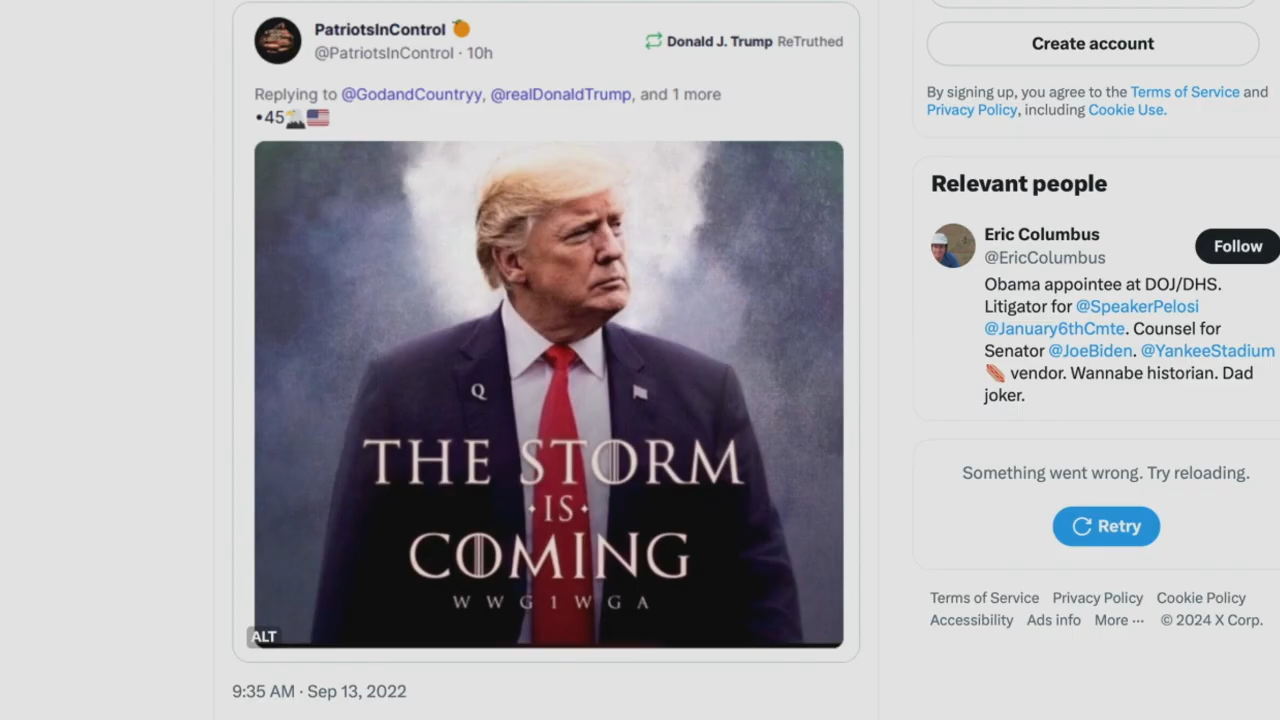 PatriotsInControl 🍊
Donald J. Trump ReTruthed
@PatriotsInControl · 10h
Replying to @GodandCountryy, @realDonaldTrump, and 1 more
•45🦅🇺🇸
Q
THE STORM
·IS·
COMING
WWG1WGA
ALT
9:35 AM · Sep 13, 2022
Create account
By signing up, you agree to the Terms of Service and
Privacy Policy, including Cookie Use.
Relevant people
Eric Columbus
@EricColumbus
Follow
Obama appointee at DOJ/DHS.
Litigator for @SpeakerPelosi
@January6thCmte. Counsel for
Senator @JoeBiden. @YankeeStadium
🌭 vendor. Wannabe historian. Dad
joker.
Something went wrong. Try reloading.
Retry
Terms of Service Privacy Policy Cookie Policy
Accessibility Ads info More ··· © 2024 X Corp.